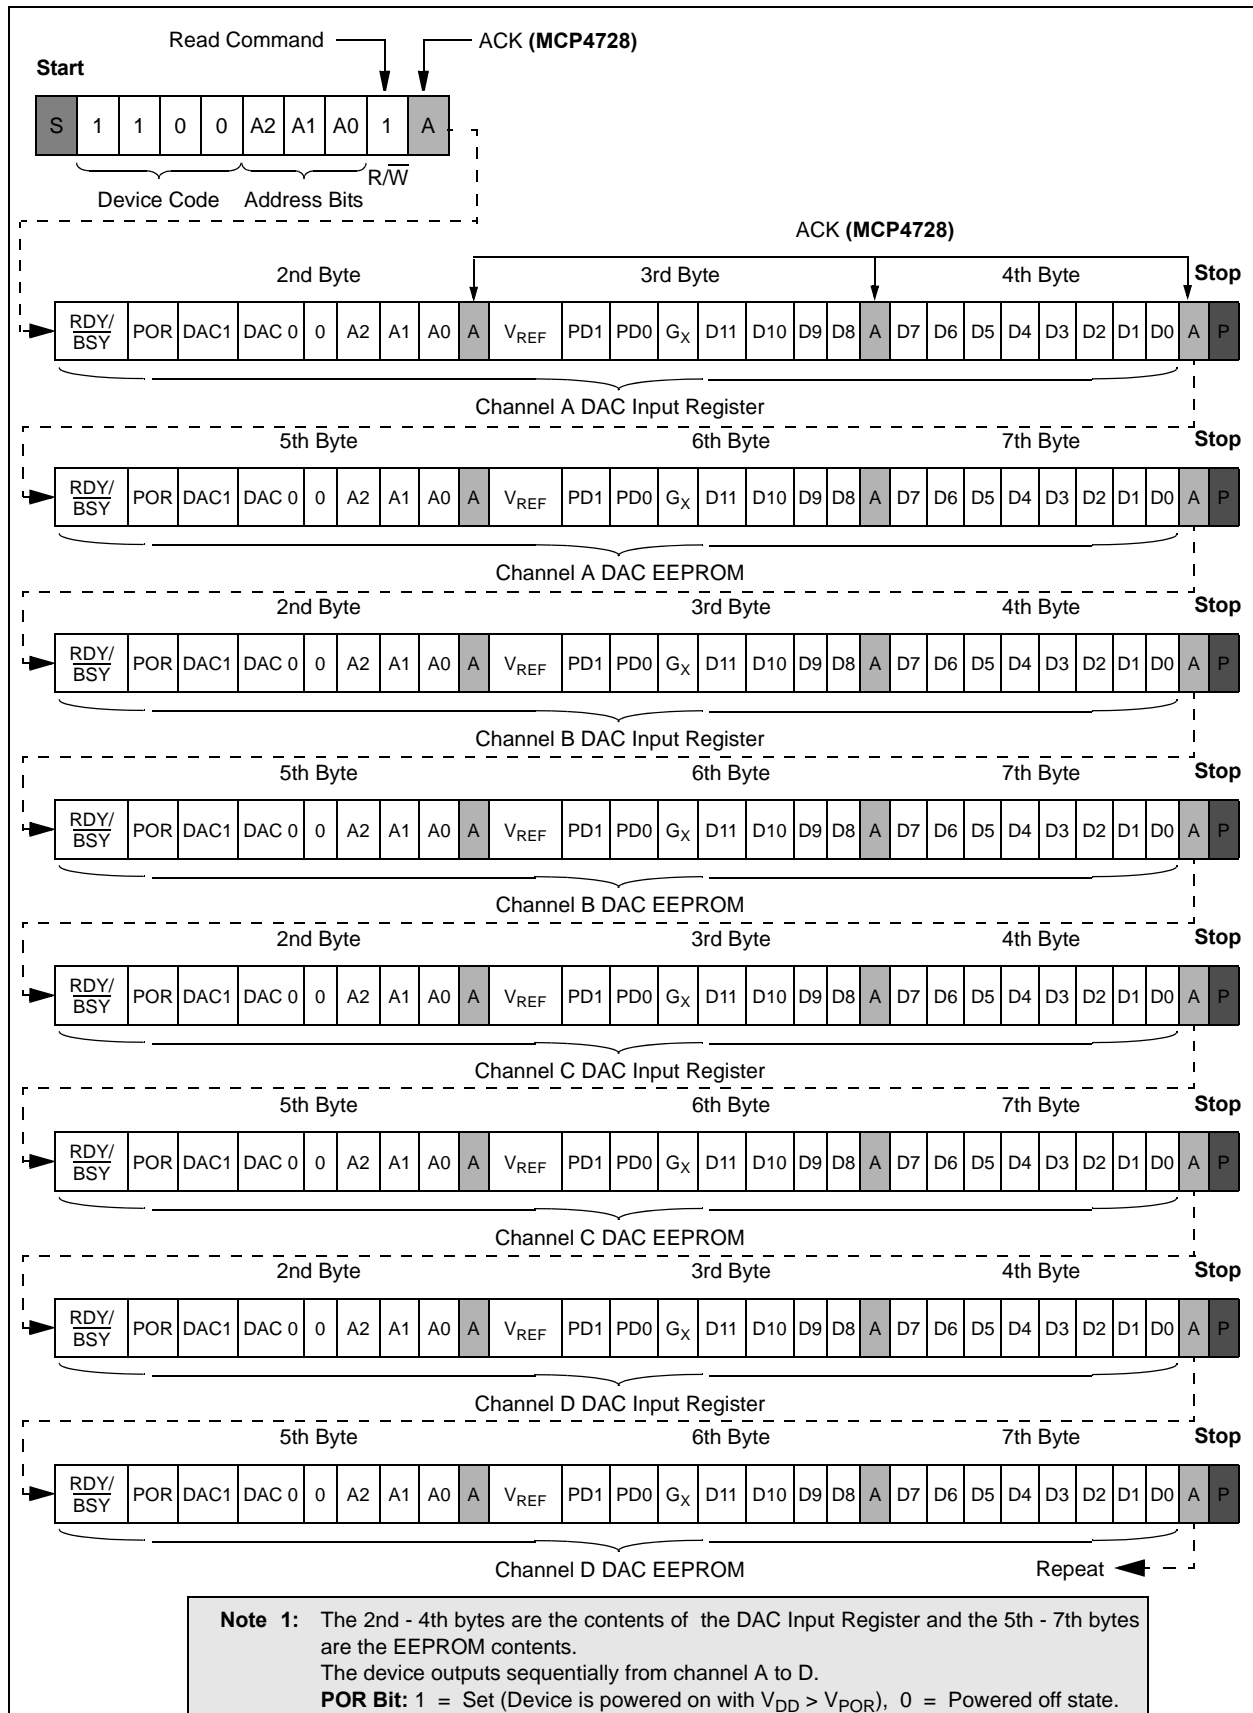 Read Command ACK (MCP4728)
Start
S 1 1 0 0 A2 A1 A0 1 A
R/W
Device Code Address Bits
ACK (MCP4728)
2nd Byte 3rd Byte 4th Byte Stop
RDY/BSY POR DAC1 DAC 0 0 A2 A1 A0 A VREF PD1 PD0 GX D11 D10 D9 D8 A D7 D6 D5 D4 D3 D2 D1 D0 A P
Channel A DAC Input Register
5th Byte 6th Byte 7th Byte Stop
RDY/BSY POR DAC1 DAC 0 0 A2 A1 A0 A VREF PD1 PD0 GX D11 D10 D9 D8 A D7 D6 D5 D4 D3 D2 D1 D0 A P
Channel A DAC EEPROM
2nd Byte 3rd Byte 4th Byte Stop
RDY/BSY POR DAC1 DAC 0 0 A2 A1 A0 A VREF PD1 PD0 GX D11 D10 D9 D8 A D7 D6 D5 D4 D3 D2 D1 D0 A P
Channel B DAC Input Register
5th Byte 6th Byte 7th Byte Stop
RDY/BSY POR DAC1 DAC 0 0 A2 A1 A0 A VREF PD1 PD0 GX D11 D10 D9 D8 A D7 D6 D5 D4 D3 D2 D1 D0 A P
Channel B DAC EEPROM
2nd Byte 3rd Byte 4th Byte Stop
RDY/BSY POR DAC1 DAC 0 0 A2 A1 A0 A VREF PD1 PD0 GX D11 D10 D9 D8 A D7 D6 D5 D4 D3 D2 D1 D0 A P
Channel C DAC Input Register
5th Byte 6th Byte 7th Byte Stop
RDY/BSY POR DAC1 DAC 0 0 A2 A1 A0 A VREF PD1 PD0 GX D11 D10 D9 D8 A D7 D6 D5 D4 D3 D2 D1 D0 A P
Channel C DAC EEPROM
2nd Byte 3rd Byte 4th Byte Stop
RDY/BSY POR DAC1 DAC 0 0 A2 A1 A0 A VREF PD1 PD0 GX D11 D10 D9 D8 A D7 D6 D5 D4 D3 D2 D1 D0 A P
Channel D DAC Input Register
5th Byte 6th Byte 7th Byte Stop
RDY/BSY POR DAC1 DAC 0 0 A2 A1 A0 A VREF PD1 PD0 GX D11 D10 D9 D8 A D7 D6 D5 D4 D3 D2 D1 D0 A P
Channel D DAC EEPROM Repeat
Note 1: The 2nd - 4th bytes are the contents of the DAC Input Register and the 5th - 7th bytes
are the EEPROM contents.
The device outputs sequentially from channel A to D.
POR Bit: 1 = Set (Device is powered on with VDD > VPOR), 0 = Powered off state.